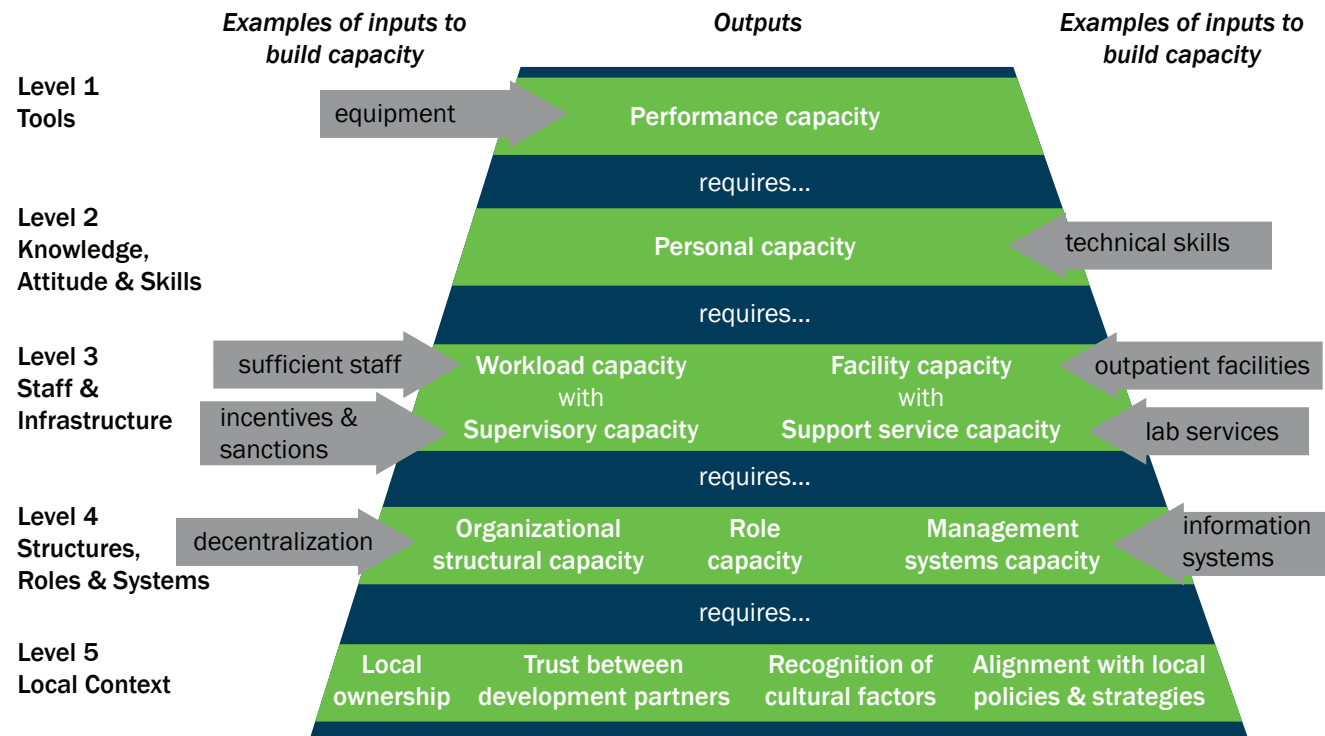 Examples of inputs to
build capacity
Outputs
Examples of inputs to
build capacity
Level 1
Tools
equipment
Performance capacity
requires...
Level 2
Knowledge,
Attitude & Skills
Personal capacity
technical skills
requires...
Level 3
Staff &
Infrastructure
sufficient staff
incentives &
sanctions
Workload capacity
with
Supervisory capacity
Facility capacity
with
Support service capacity
outpatient facilities
lab services
requires...
Level 4
Structures,
Roles & Systems
decentralization
Organizational
structural capacity
Role
capacity
Management
systems capacity
information
systems
requires...
Level 5
Local Context
Local
ownership
Trust between
development partners
Recognition of
cultural factors
Alignment with local
policies & strategies